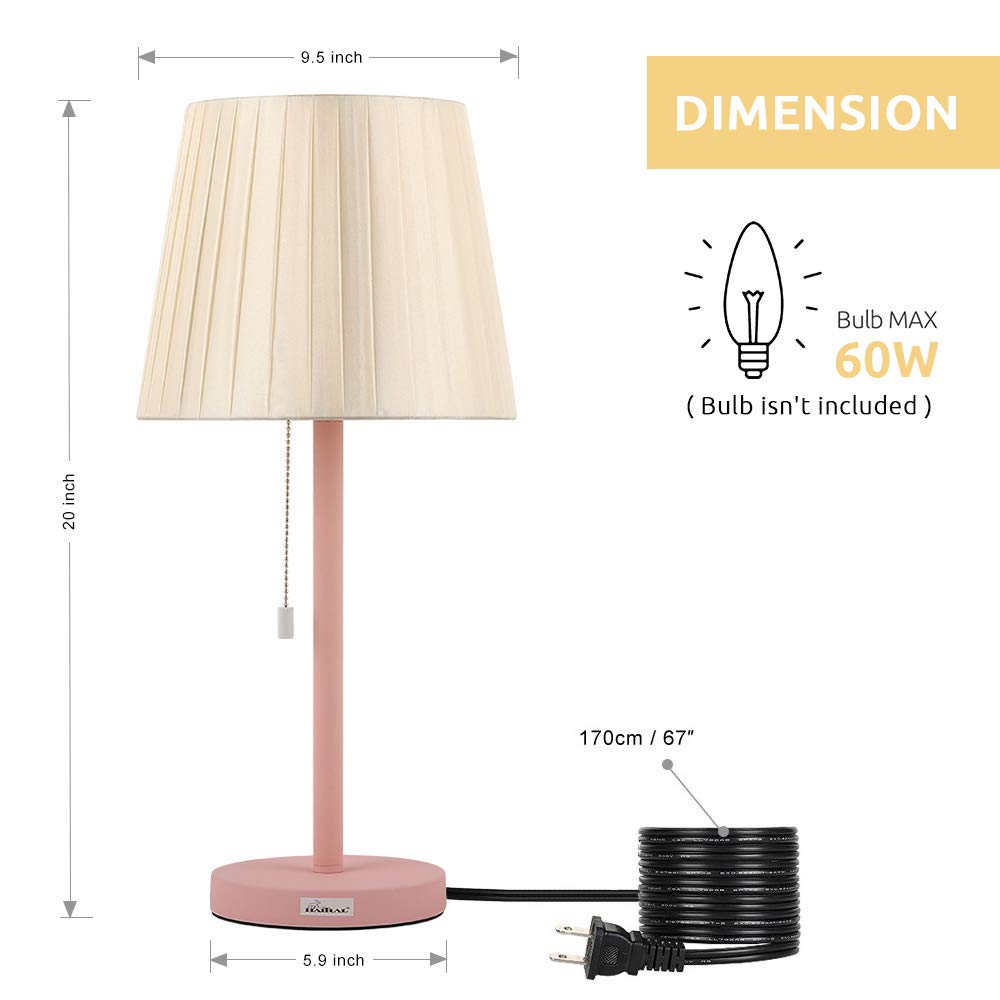 9.5 inch
DIMENSION
Bulb MAX
60W
( Bulb isn't included )
20 inch
170cm / 67"
5.9 inch